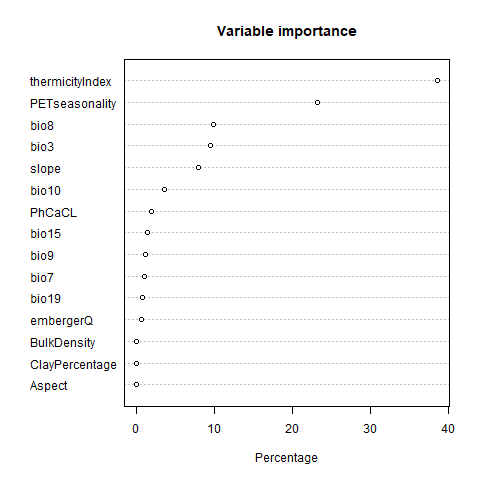 Variable importance
thermicityIndex
PETseasonality
bio8
bio3
slope
bio10
PhCaCL
bio15
bio9
bio7
bio19
embergerQ
BulkDensity
ClayPercentage
Aspect
0 10 20 30 40
Percentage